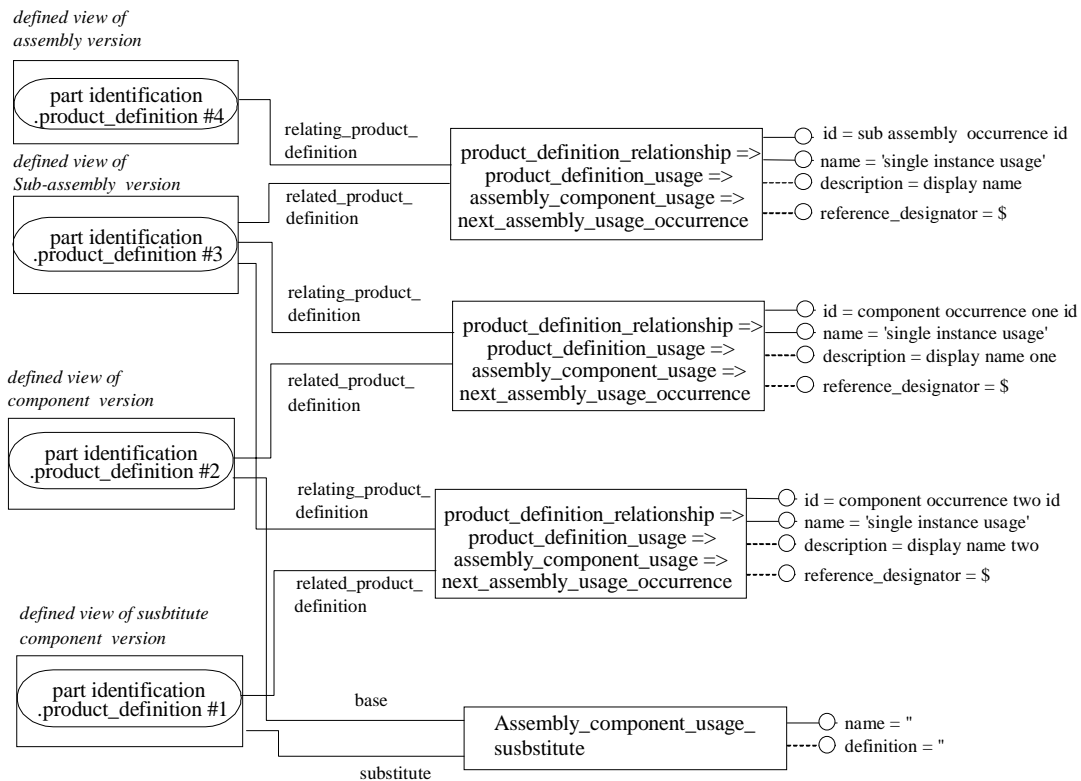 defined view of
assembly version
part identification
.product_definition #4
relating_product_
definition
product_definition_relationship =>
product_definition_usage =>
assembly_component_usage =>
next_assembly_usage_occurrence
id = sub assembly occurrence id
name = 'single instance usage'
description = display name
reference_designator = $
defined view of
Sub-assembly version
related_product_
definition
part identification
.product_definition #3
relating_product_
definition
product_definition_relationship =>
product_definition_usage =>
assembly_component_usage =>
next_assembly_usage_occurrence
id = component occurrence one id
name = 'single instance usage'
description = display name one
reference_designator = $
defined view of
component version
related_product_
definition
part identification
.product_definition #2
relating_product_
definition
product_definition_relationship =>
product_definition_usage =>
assembly_component_usage =>
next_assembly_usage_occurrence
id = component occurrence two id
name = 'single instance usage'
description = display name two
reference_designator = $
related_product_
definition
defined view of susbtitute
component version
part identification
.product_definition #1
base
substitute
Assembly_component_usage_
susbstitute
name = ''
definition = ''